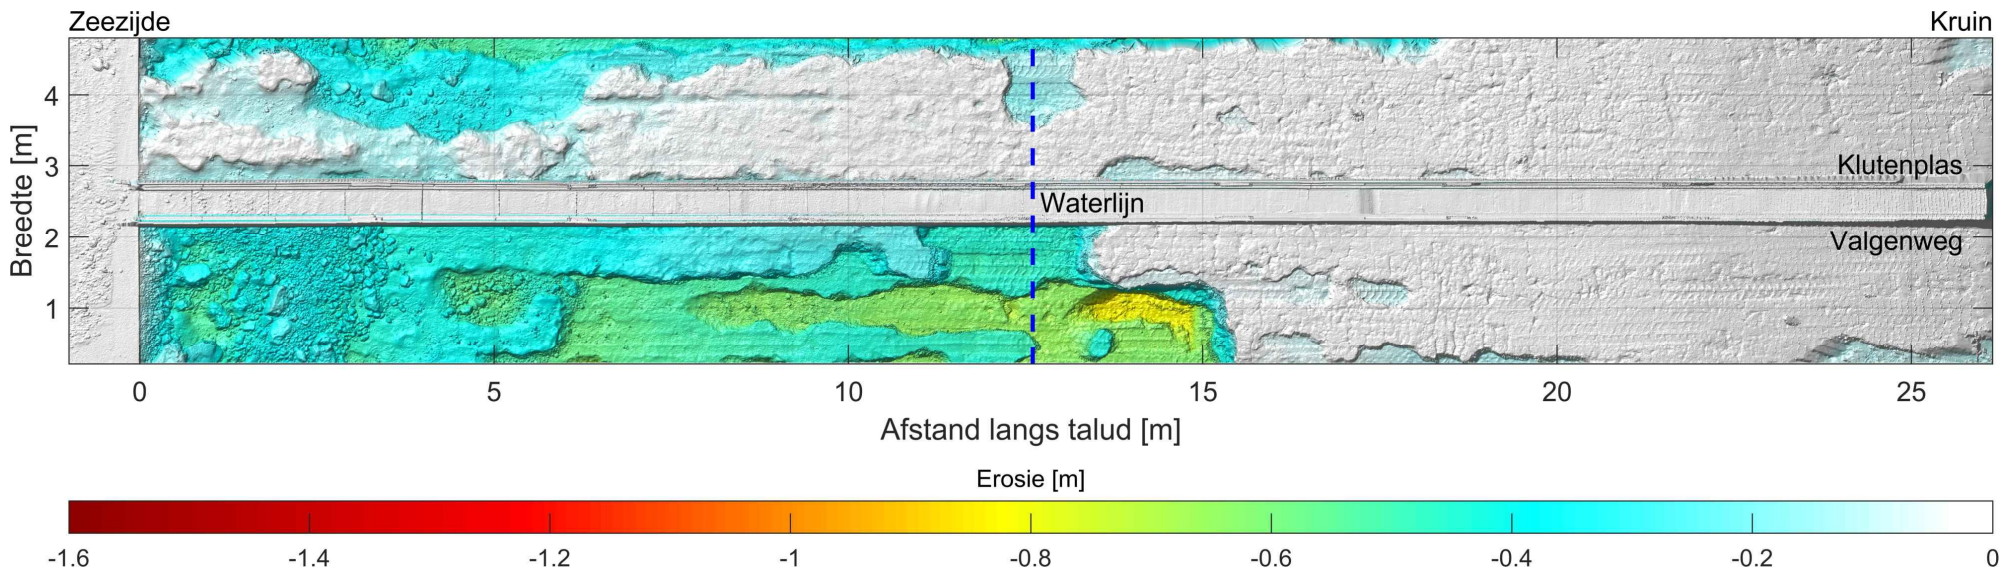 Zeezijde Kruin
4
3
2
1
Breedte [m]
Klutenplas
Waterlijn
Valgenweg
0 5 10 15 20 25
Afstand langs talud [m]
Erosie [m]
-1.6 -1.4 -1.2 -1 -0.8 -0.6 -0.4 -0.2 0